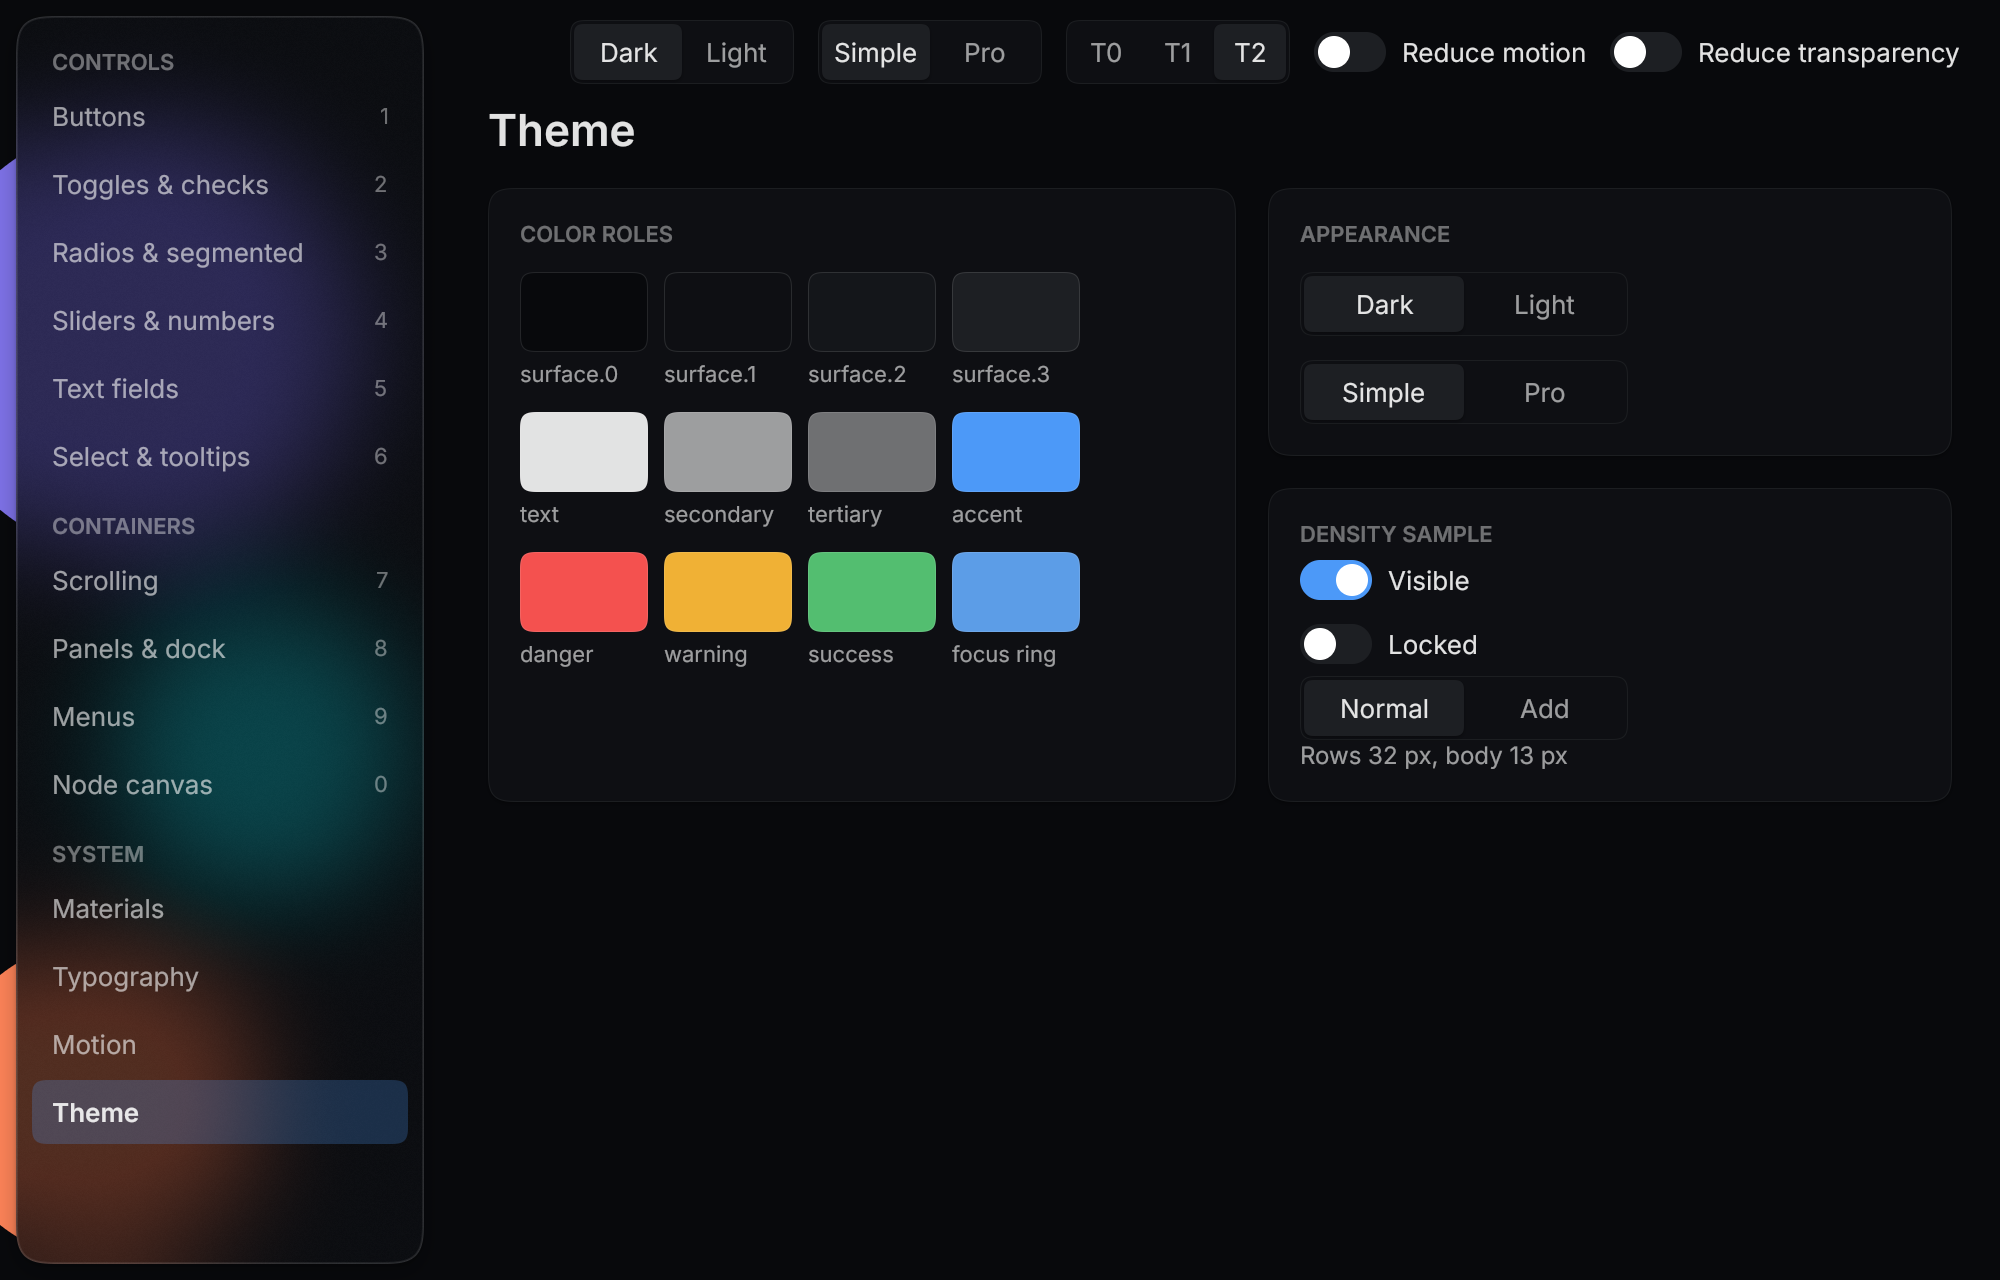 CONTROLS
Buttons 1
Toggles & checks 2
Radios & segmented 3
Sliders & numbers 4
Text fields 5
Select & tooltips 6
CONTAINERS
Scrolling 7
Panels & dock 8
Menus 9
Node canvas 0
SYSTEM
Materials
Typography
Motion
Theme
Dark Light Simple Pro T0 T1 T2 Reduce motion Reduce transparency
Theme
COLOR ROLES
surface.0 surface.1 surface.2 surface.3
text secondary tertiary accent
danger warning success focus ring
APPEARANCE
Dark Light
Simple Pro
DENSITY SAMPLE
Visible
Locked
Normal Add
Rows 32 px, body 13 px